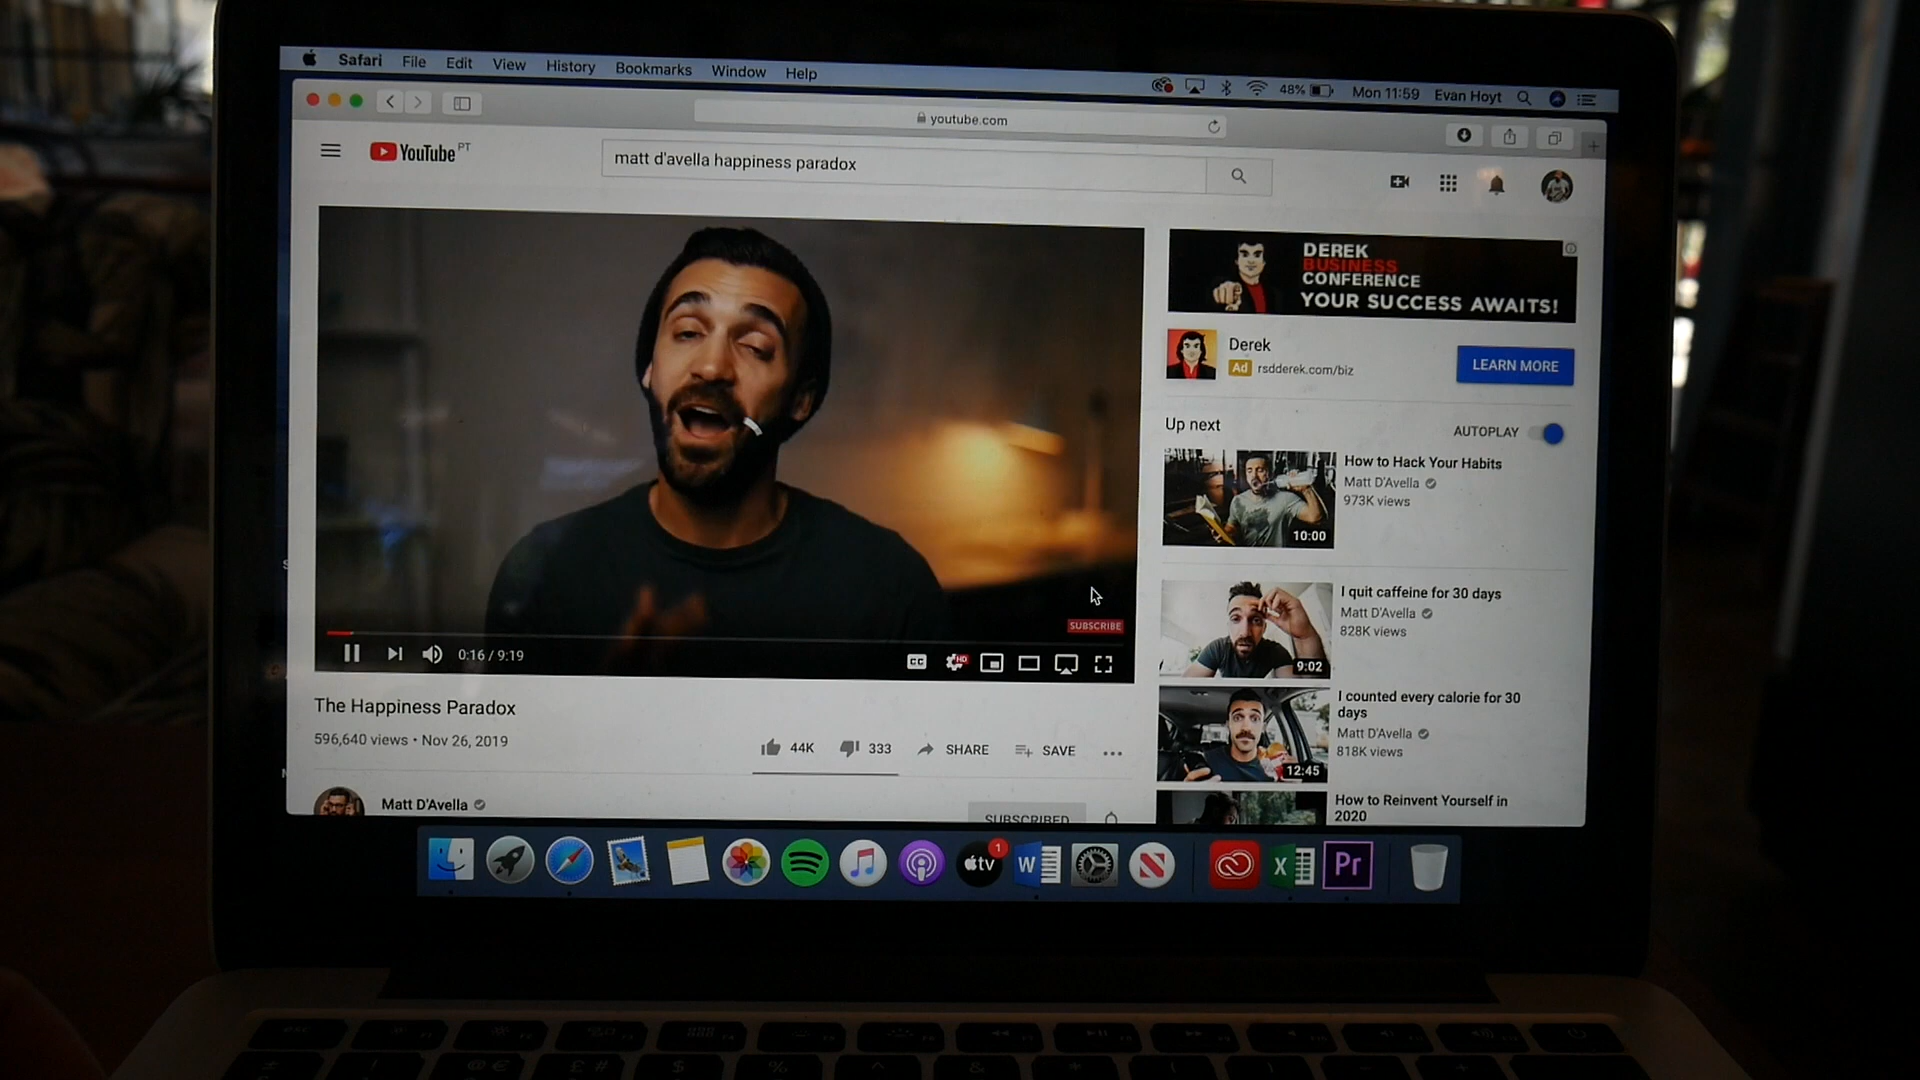 Safari File Edit View History Bookmarks Window Help
48% Mon 11:59 Evan Hoyt
youtube.com
YouTube PT
matt d'avella happiness paradox
DEREK
BUSINESS
CONFERENCE
YOUR SUCCESS AWAITS!
Derek
Ad rsdderek.com/biz
LEARN MORE
Up next
AUTOPLAY
How to Hack Your Habits
Matt D'Avella
973K views
10:00
I quit caffeine for 30 days
Matt D'Avella
828K views
9:02
I counted every calorie for 30
days
Matt D'Avella
818K views
12:45
How to Reinvent Yourself in
2020
SUBSCRIBE
0:16 / 9:19
CC
HD
The Happiness Paradox
596,640 views • Nov 26, 2019
44K 333 SHARE SAVE
Matt D'Avella
SUBSCRIBED
tv
1
W
X
Pr